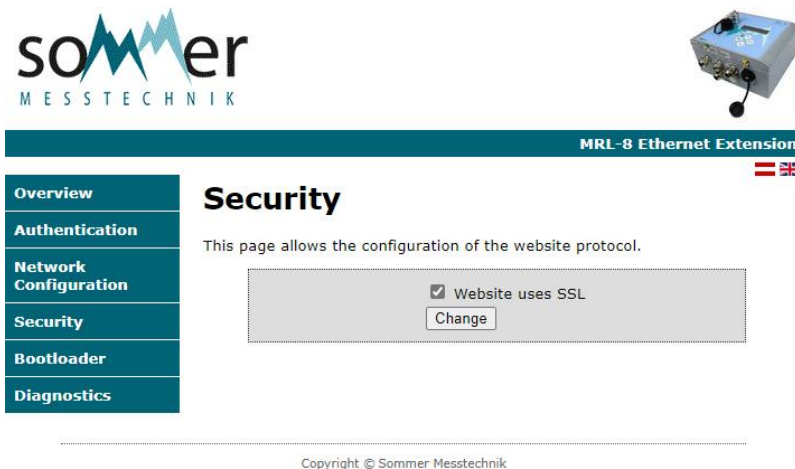 sommer
MESSTECHNIK
MRL-8 Ethernet Extension
Overview
Authentication
Network
Configuration
Security
Bootloader
Diagnostics
Security
This page allows the configuration of the website protocol.
Website uses SSL
Change
Copyright © Sommer Messtechnik